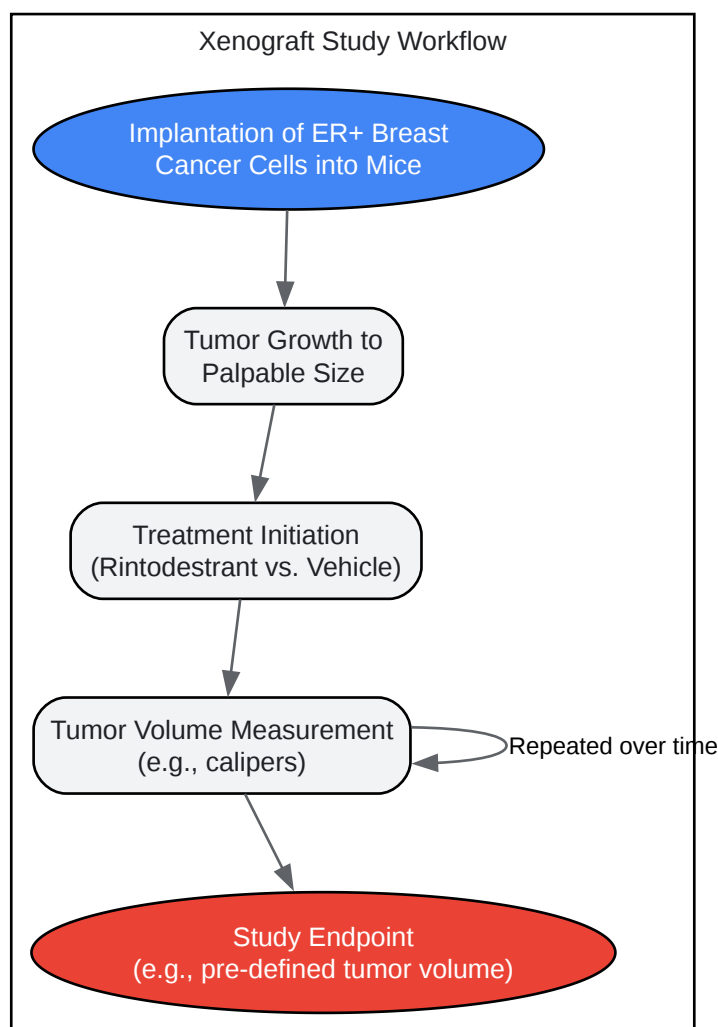 Xenograft Study Workflow
Implantation of ER+ Breast
Cancer Cells into Mice
Tumor Growth to
Palpable Size
Treatment Initiation
(Rintodestrant vs. Vehicle)
Tumor Volume Measurement
(e.g., calipers)
Repeated over time
Study Endpoint
(e.g., pre-defined tumor volume)